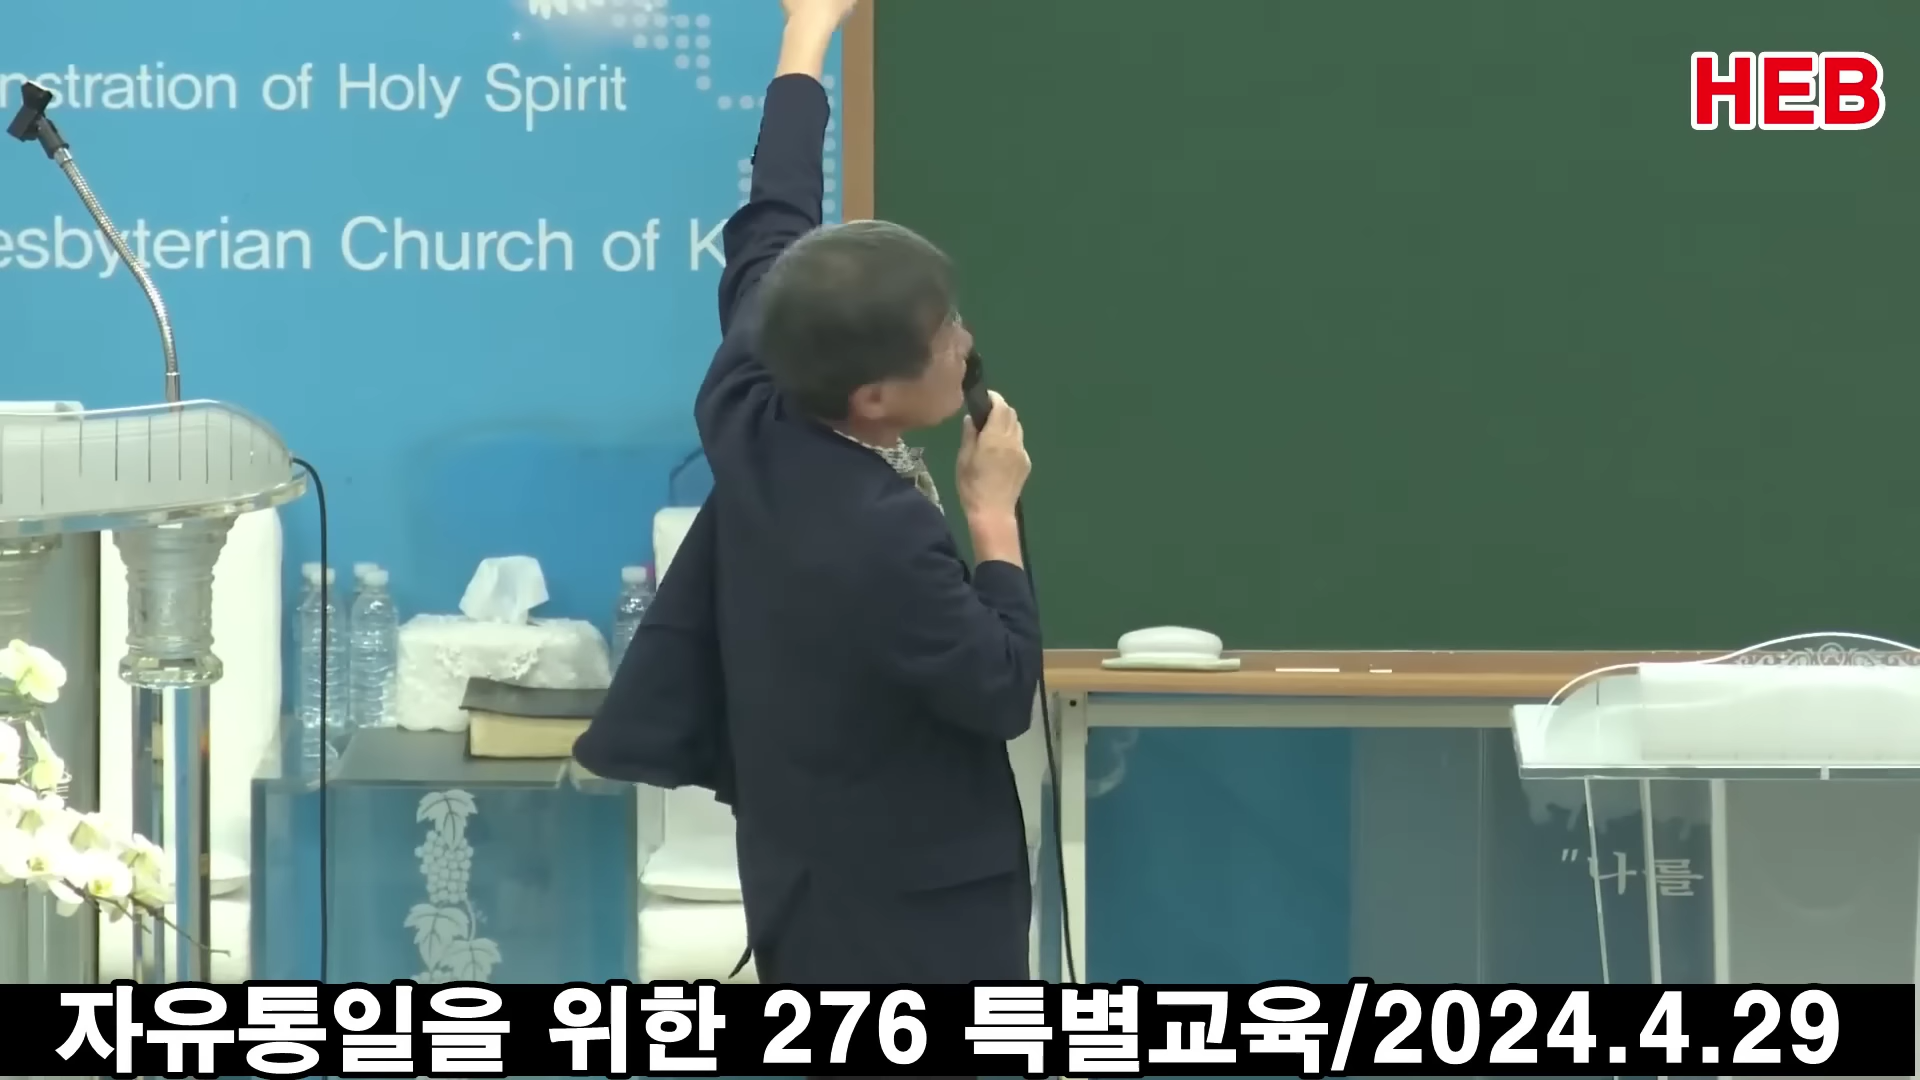 HEB
nstration of Holy Spirit
esbyterian Church of K
"나를
자유통일을 위한 276 특별교육/2024.4.29